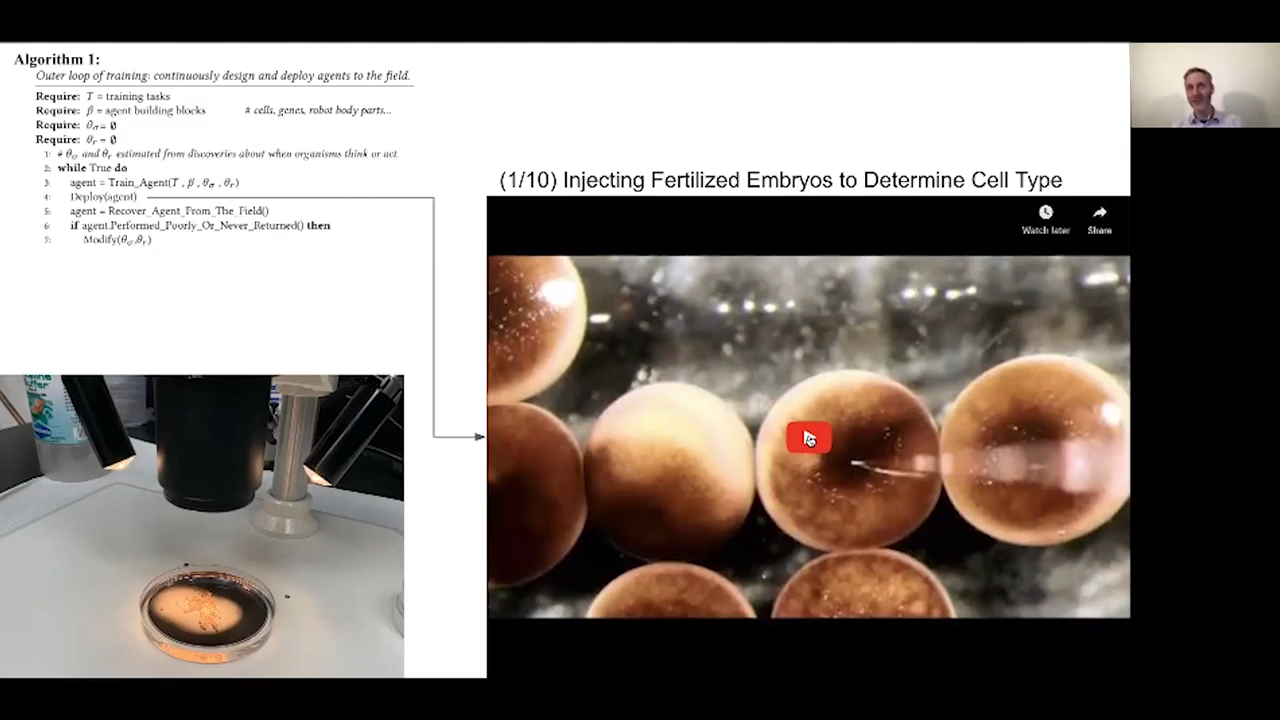 Algorithm 1:
Outer loop of training: continuously design and deploy agents to the field.
Require: T = training tasks
Require: β = agent building blocks # cells, genes, robot body parts...
Require: θσ = ∅
Require: θr = ∅
1: # θσ and θr estimated from discoveries about when organisms think or act.
2: while True do
3: agent = Train_Agent(T , β , θσ , θr)
4: Deploy(agent)
5: agent = Recover_Agent_From_The_Field()
6: if agent.Performed_Poorly_Or_Never_Returned() then
7: Modify(θσ,θr)
(1/10) Injecting Fertilized Embryos to Determine Cell Type
Watch later
Share